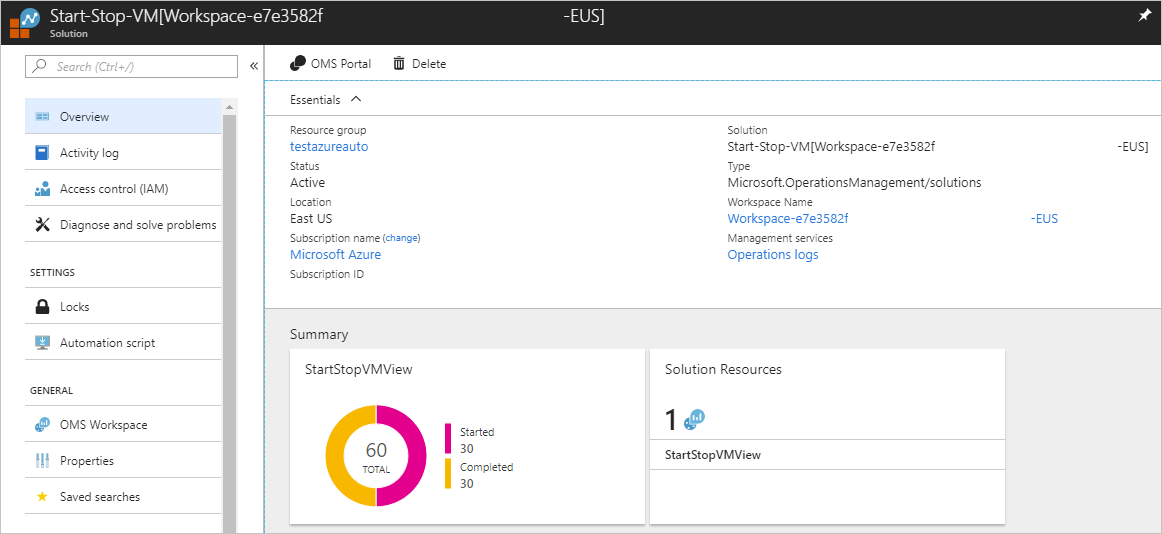 Start-Stop-VM[Workspace-e7e3582f -EUS]
Solution
Search (Ctrl+/)
Overview
Activity log
Access control (IAM)
Diagnose and solve problems
SETTINGS
Locks
Automation script
GENERAL
OMS Workspace
Properties
Saved searches
OMS Portal Delete
Essentials
Resource group
testazureauto
Status
Active
Location
East US
Subscription name (change)
Microsoft Azure
Subscription ID
Solution
Start-Stop-VM[Workspace-e7e3582f -EUS]
Type
Microsoft.OperationsManagement/solutions
Workspace Name
Workspace-e7e3582f -EUS
Management services
Operations logs
Summary
StartStopVMView
60
TOTAL
Started
30
Completed
30
Solution Resources
1
StartStopVMView